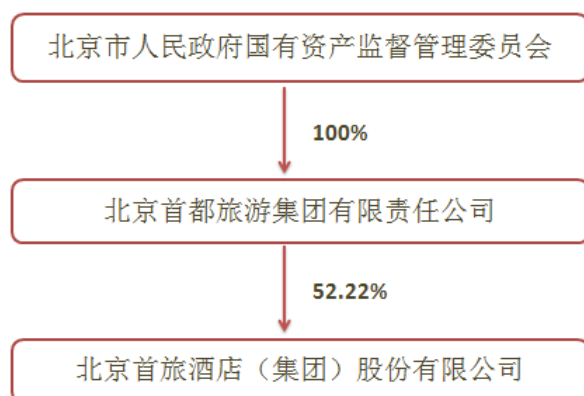 北京市人民政府国有资产监督管理委员会
100%
北京首都旅游集团有限责任公司
52.22%
北京首旅酒店（集团）股份有限公司